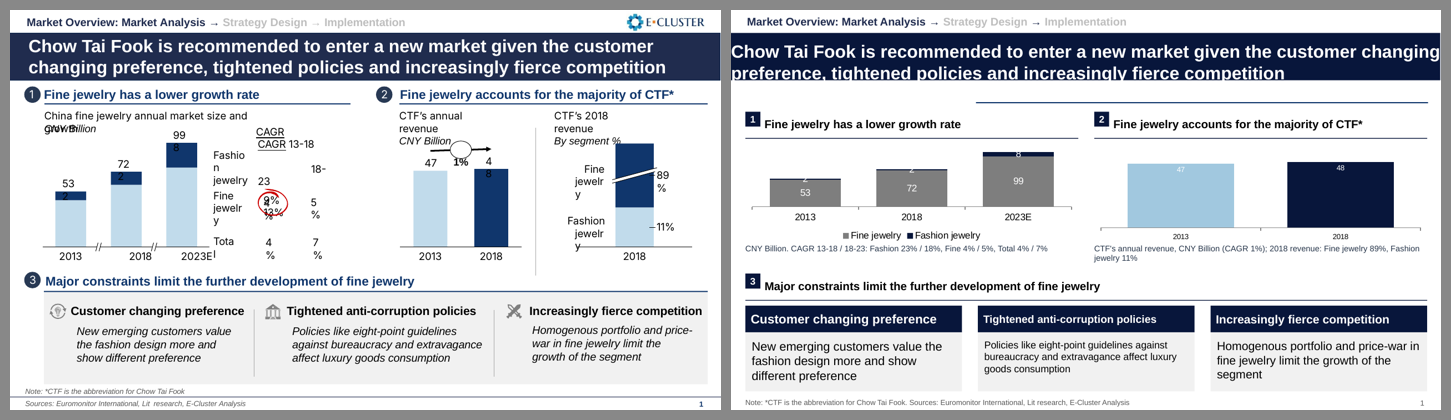 Market Overview: Market Analysis → Strategy Design → Implementation
E·CLUSTER
Chow Tai Fook is recommended to enter a new market given the customer
changing preference, tightened policies and increasingly fierce competition
1 Fine jewelry has a lower growth rate
China fine jewelry annual market size and
growth
CNY Billion
53
2
72
2
99
8
2013
2018
2023E
CAGR
CAGR 13-18
18-
23
Fashio
n
jewelry
Fine
jewelr
y
4
%
5
%
Tota
l
4
%
7
%
2 Fine jewelry accounts for the majority of CTF*
CTF's annual
revenue
CNY Billion
47
1%
4
8
2013
2018
CTF's 2018
revenue
By segment %
Fine
jewelr
y
89
%
Fashion
jewelr
y
11%
2018
3 Major constraints limit the further development of fine jewelry
Customer changing preference
New emerging customers value
the fashion design more and
show different preference
Tightened anti-corruption policies
Policies like eight-point guidelines
against bureaucracy and extravagance
affect luxury goods consumption
Increasingly fierce competition
Homogenous portfolio and price-
war in fine jewelry limit the
growth of the segment
Note: *CTF is the abbreviation for Chow Tai Fook
Sources: Euromonitor International, Lit research, E-Cluster Analysis
1
Market Overview: Market Analysis → Strategy Design → Implementation
Chow Tai Fook is recommended to enter a new market given the customer changing
preference, tightened policies and increasingly fierce competition
1 Fine jewelry has a lower growth rate
2
53
2
72
8
99
2013
2018
2023E
Fine jewelry
Fashion jewelry
CNY Billion. CAGR 13-18 / 18-23: Fashion 23% / 18%, Fine 4% / 5%, Total 4% / 7%
2 Fine jewelry accounts for the majority of CTF*
47
48
2013
2018
CTF's annual revenue, CNY Billion (CAGR 1%); 2018 revenue: Fine jewelry 89%, Fashion
jewelry 11%
3 Major constraints limit the further development of fine jewelry
Customer changing preference
New emerging customers value the
fashion design more and show
different preference
Tightened anti-corruption policies
Policies like eight-point guidelines against
bureaucracy and extravagance affect luxury
goods consumption
Increasingly fierce competition
Homogenous portfolio and price-war in
fine jewelry limit the growth of the
segment
Note: *CTF is the abbreviation for Chow Tai Fook. Sources: Euromonitor International, Lit research, E-Cluster Analysis
1